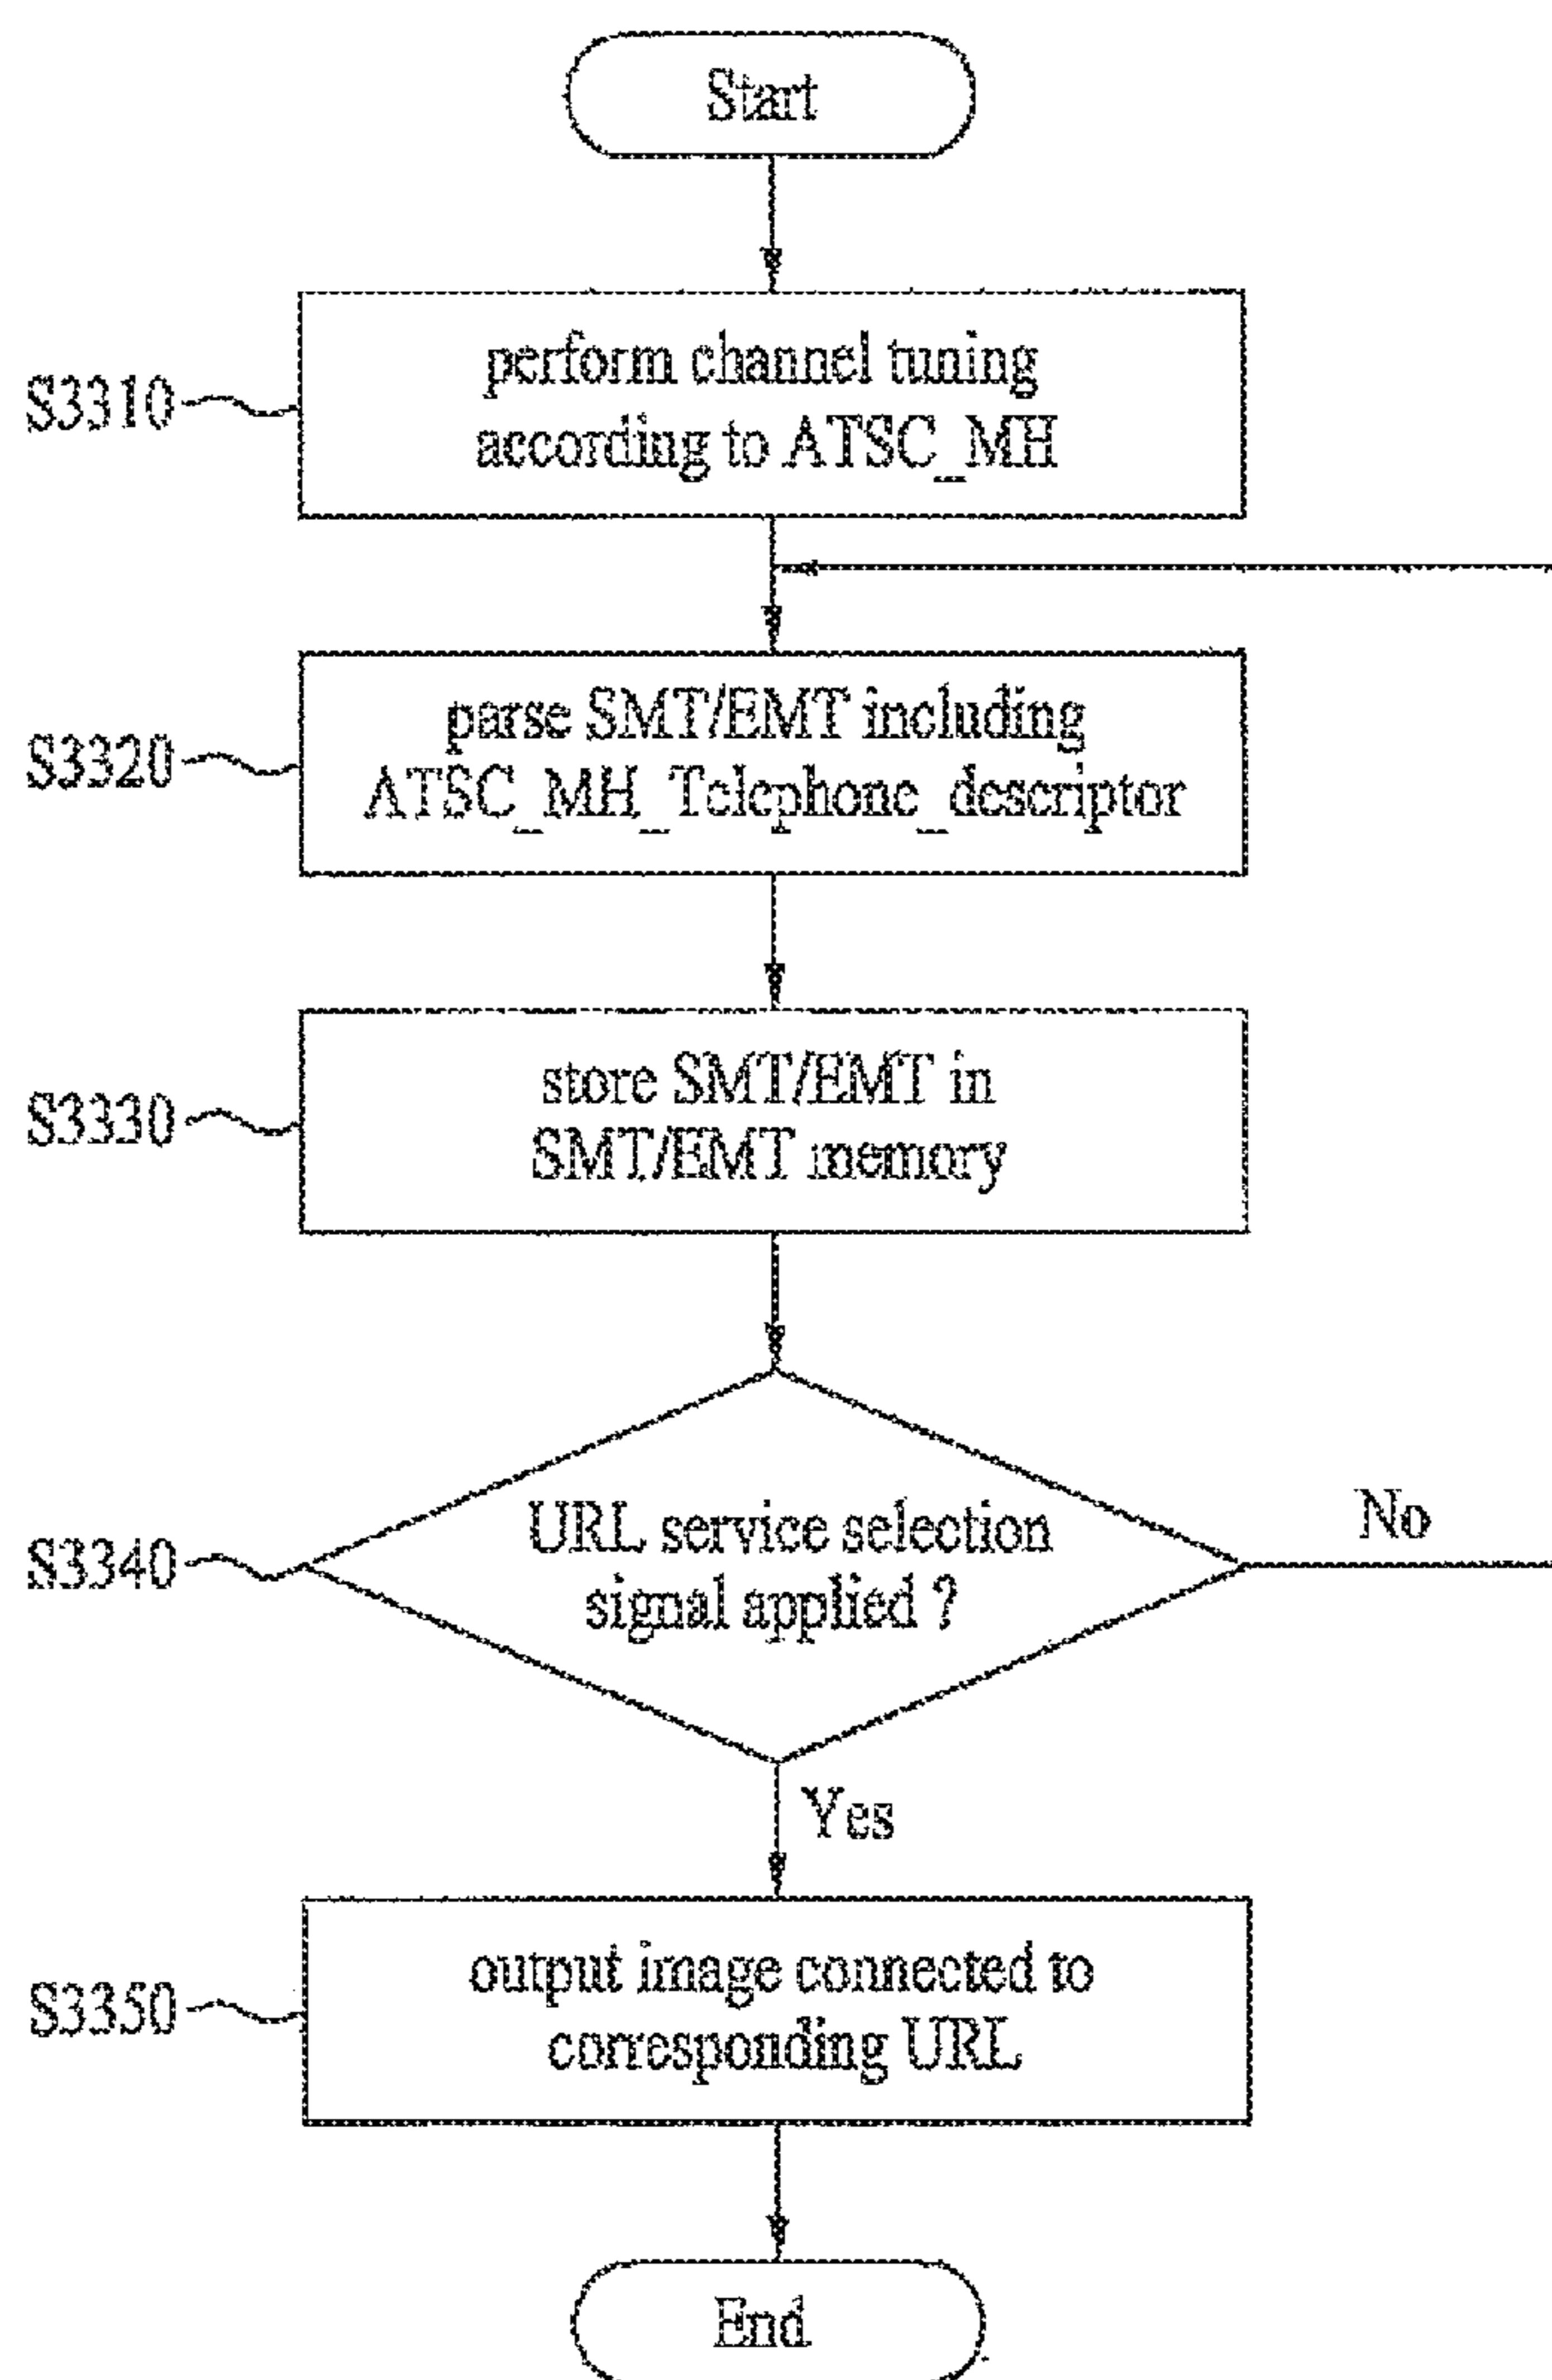 Start
S3310
perform channel tuning
according to ATSC_MH
S3320
parse SMT/EMT including
ATSC_MH_Telephone_descriptor
S3330
store SMT/EMT in
SMT/EMT memory
S3340
URL service selection
signal applied ?
No
Yes
S3350
output image connected to
corresponding URL
End